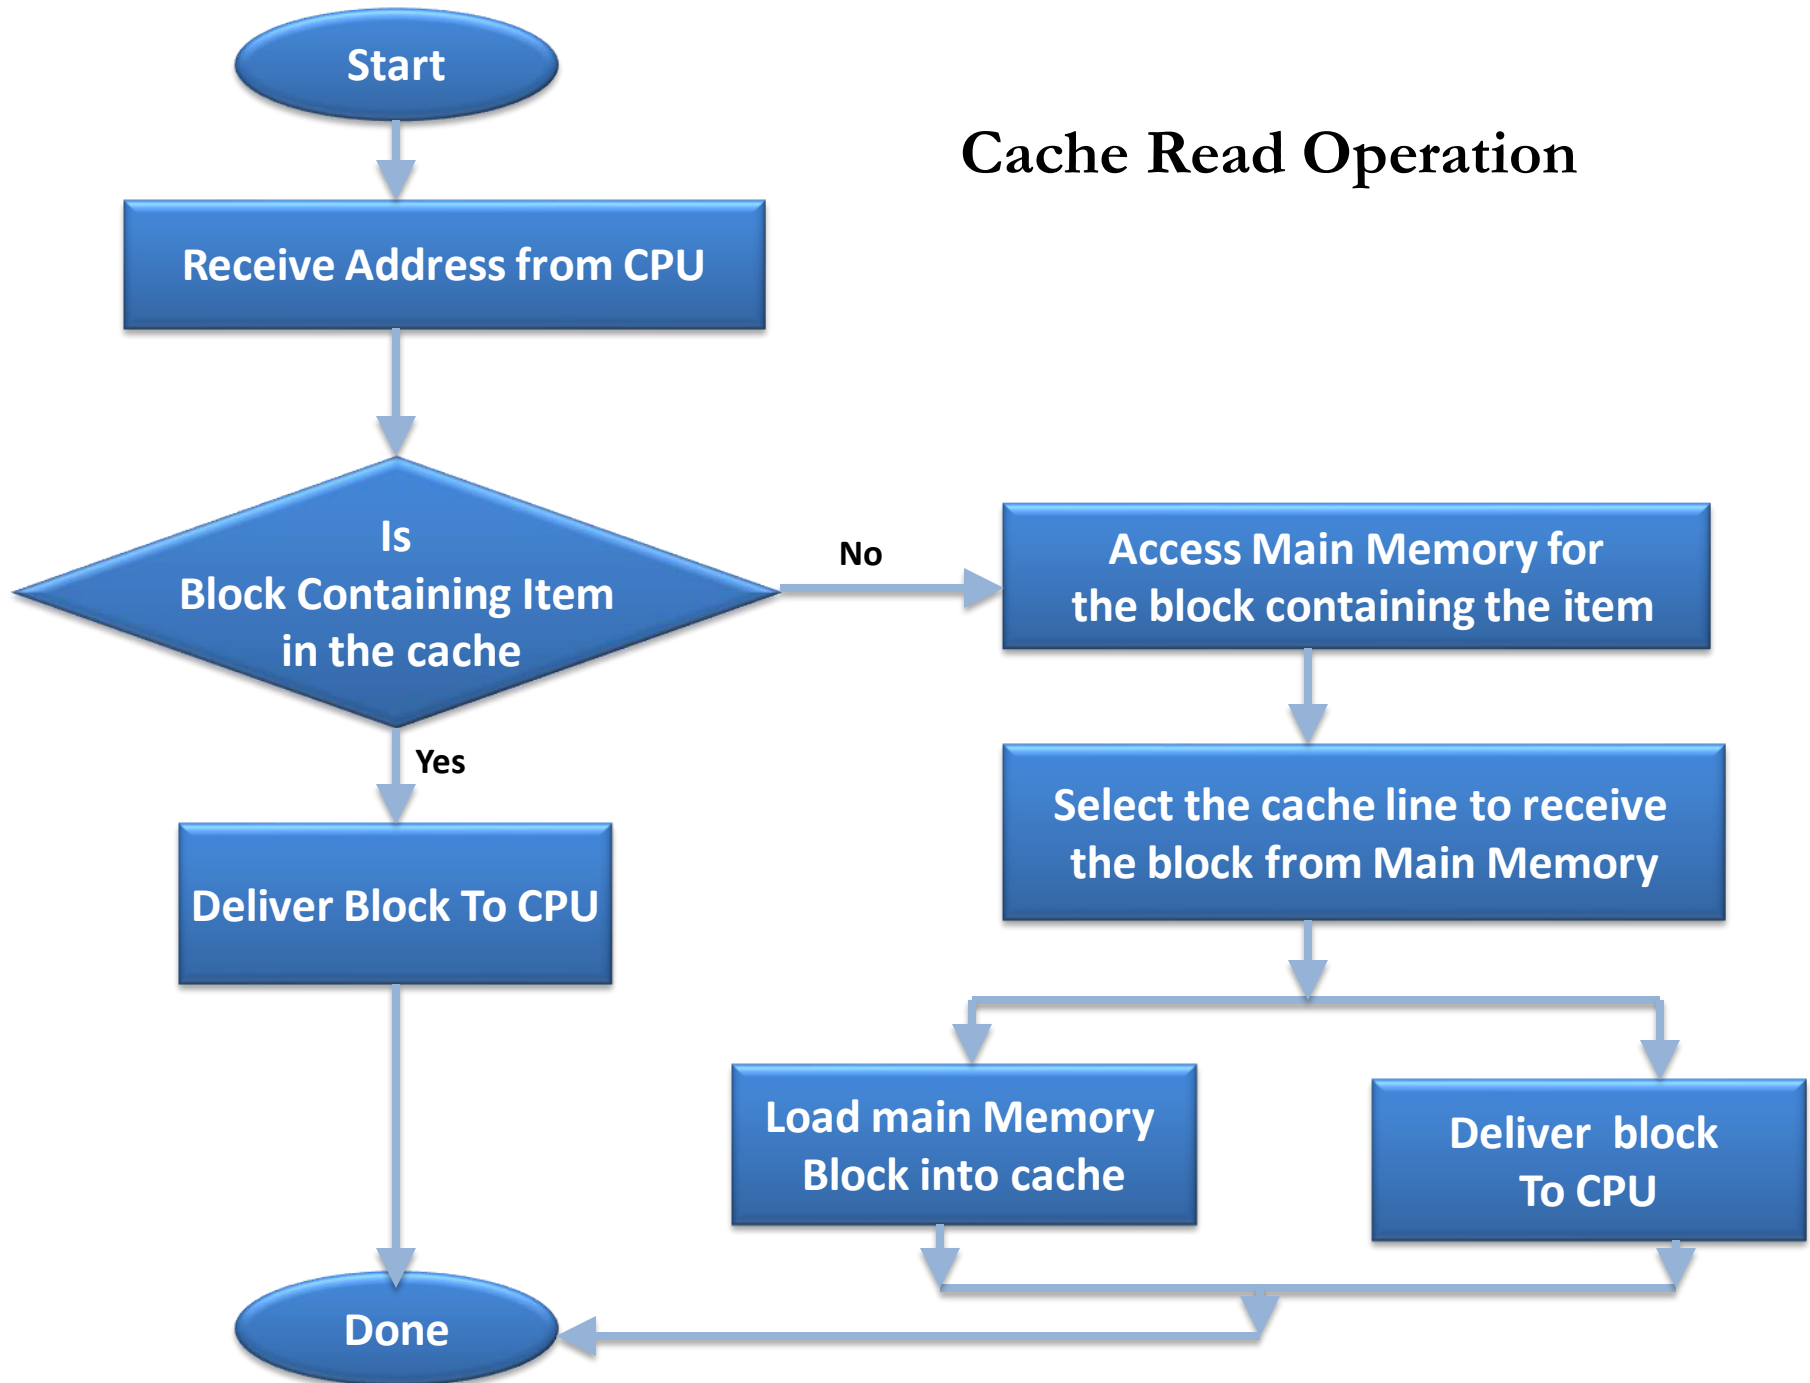 Start
Cache Read Operation
Receive Address from CPU
Is
Block Containing Item
in the cache
No
Access Main Memory for
the block containing the item
Yes
Select the cache line to receive
the block from Main Memory
Deliver Block To CPU
Load main Memory
Block into cache
Deliver block
To CPU
Done